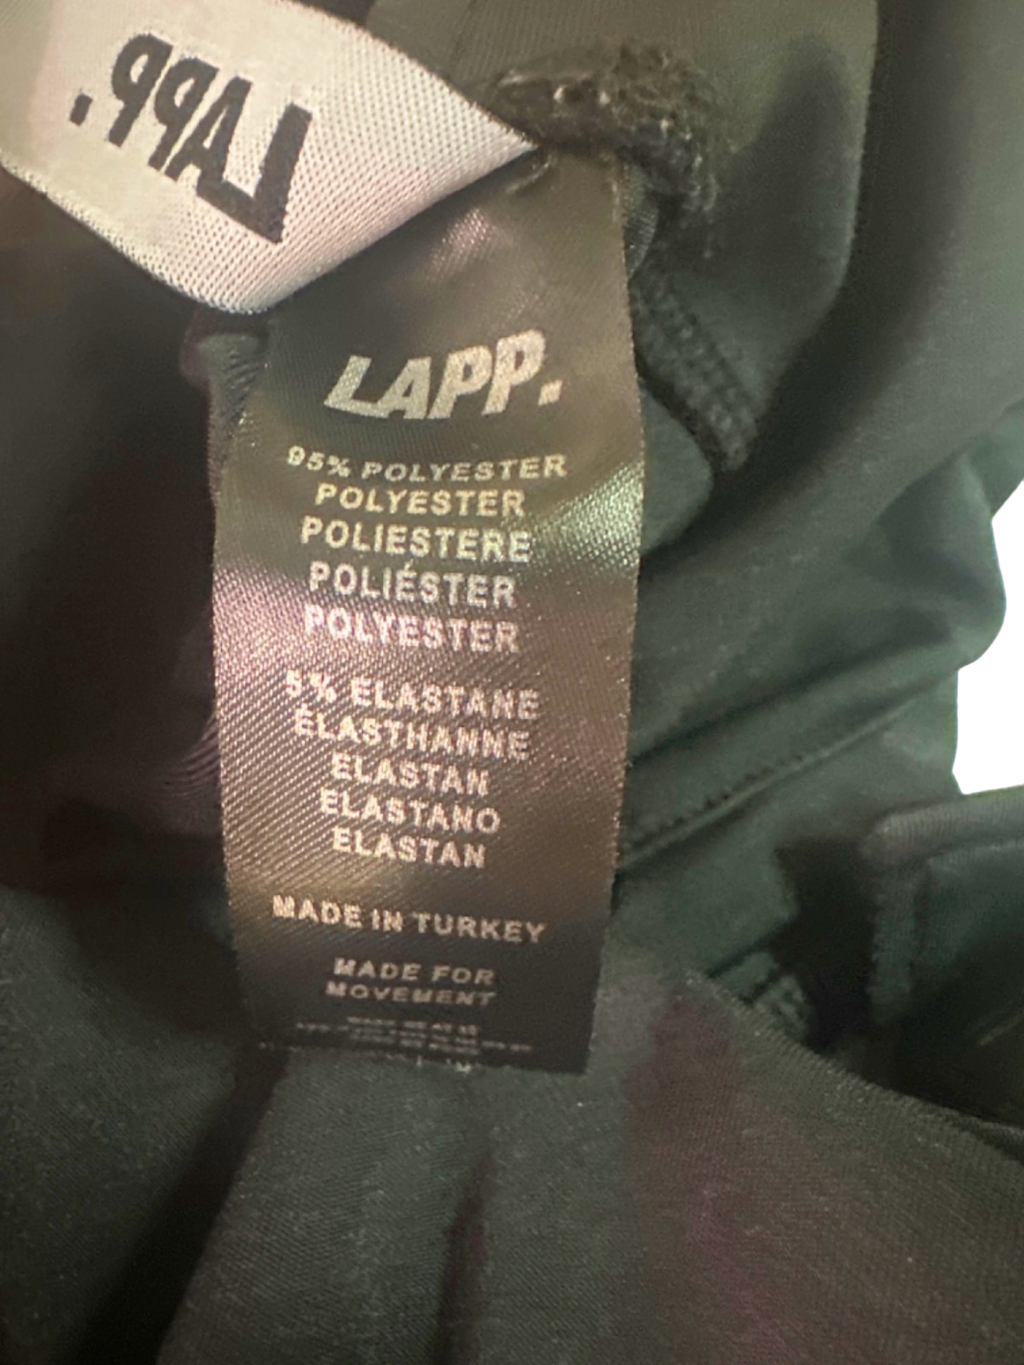 LAPP.
LAPP.
95% POLYESTER
POLYESTER
POLIESTERE
POLIÉSTER
POLYESTER
5% ELASTANE
ÉLASTHANNE
ELASTAN
ELASTANO
ELASTAN
MADE IN TURKEY
MADE FOR
MOVEMENT